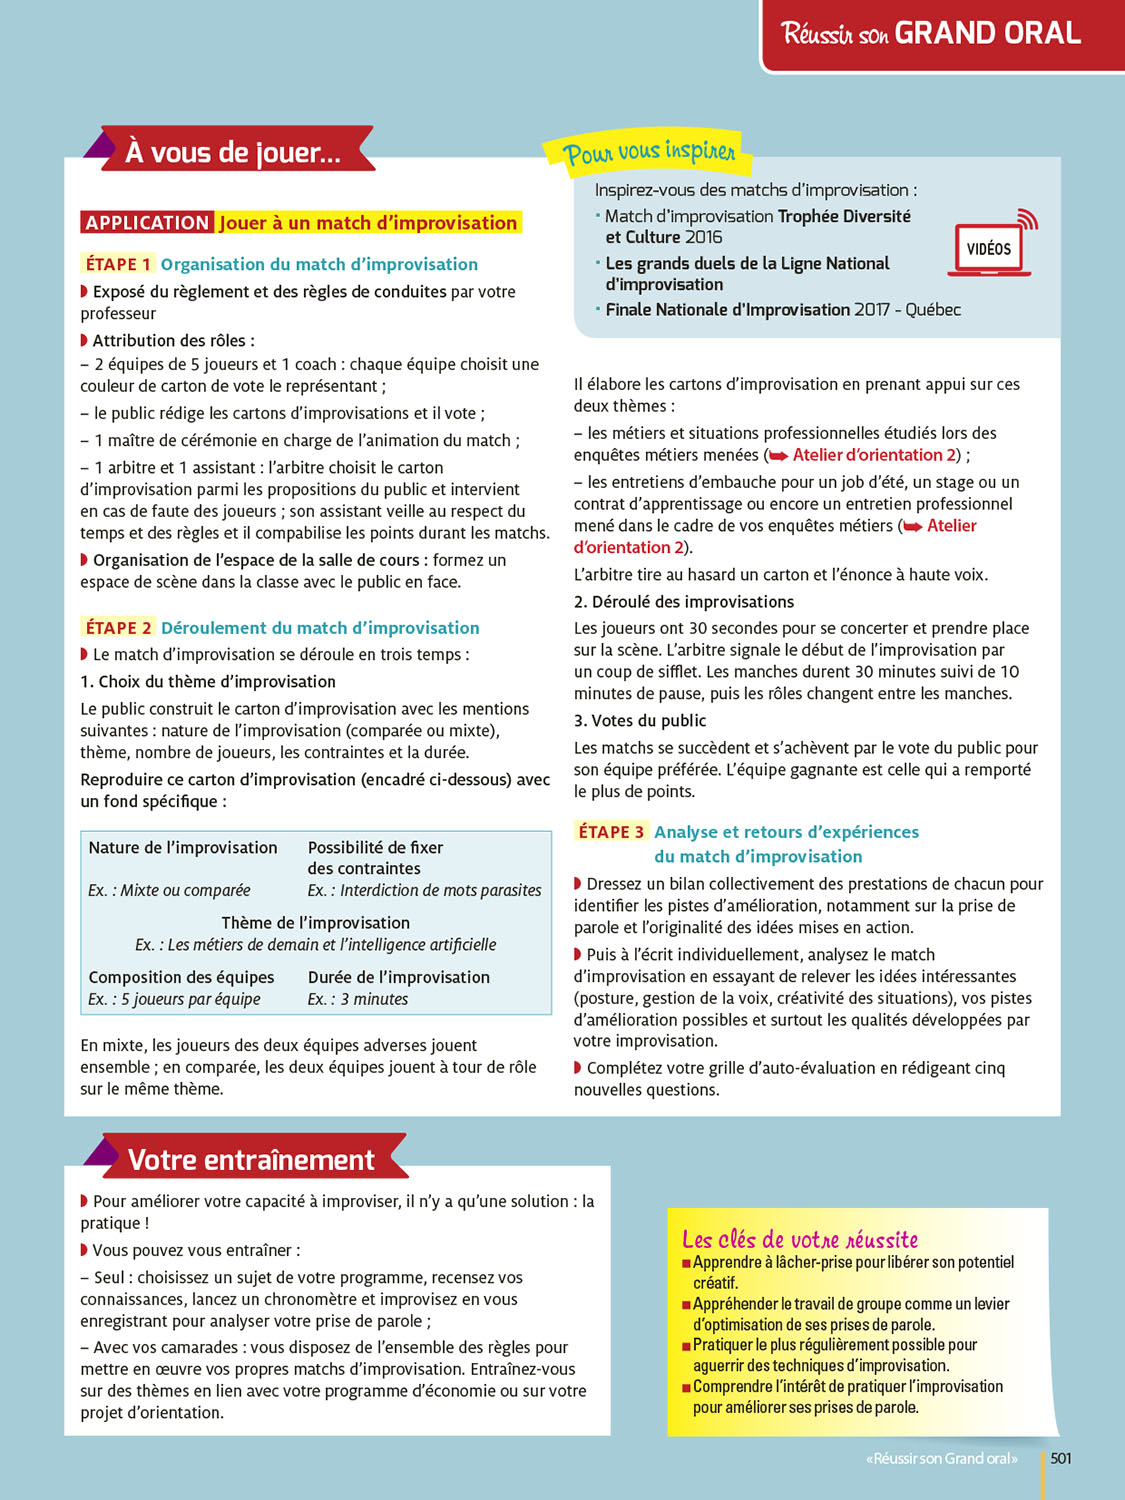 Réussir son GRAND ORAL
À vous de jouer...
APPLICATION Jouer à un match d'improvisation
ÉTAPE 1 Organisation du match d'improvisation
Exposé du règlement et des règles de conduites par votre
professeur
Attribution des rôles :
– 2 équipes de 5 joueurs et 1 coach : chaque équipe choisit une
couleur de carton de vote le représentant ;
– le public rédige les cartons d'improvisations et il vote ;
– 1 maître de cérémonie en charge de l'animation du match ;
– 1 arbitre et 1 assistant : l'arbitre choisit le carton
d'improvisation parmi les propositions du public et intervient
en cas de faute des joueurs ; son assistant veille au respect du
temps et des règles et il compabilise les points durant les matchs.
Organisation de l'espace de la salle de cours : formez un
espace de scène dans la classe avec le public en face.
ÉTAPE 2 Déroulement du match d'improvisation
Le match d'improvisation se déroule en trois temps :
1. Choix du thème d'improvisation
Le public construit le carton d'improvisation avec les mentions
suivantes : nature de l'improvisation (comparée ou mixte),
thème, nombre de joueurs, les contraintes et la durée.
Reproduire ce carton d'improvisation (encadré ci-dessous) avec
un fond spécifique :
Nature de l'improvisation
Ex. : Mixte ou comparée
Possibilité de fixer
des contraintes
Ex. : Interdiction de mots parasites
Thème de l'improvisation
Ex. : Les métiers de demain et l'intelligence artificielle
Composition des équipes
Ex. : 5 joueurs par équipe
Durée de l'improvisation
Ex. : 3 minutes
En mixte, les joueurs des deux équipes adverses jouent
ensemble ; en comparée, les deux équipes jouent à tour de rôle
sur le même thème.
Pour vous inspirer
Inspirez-vous des matchs d'improvisation :
• Match d'improvisation Trophée Diversité
et Culture 2016
• Les grands duels de la Ligne National
d'improvisation
• Finale Nationale d'Improvisation 2017 - Québec
VIDÉOS
Il élabore les cartons d'improvisation en prenant appui sur ces
deux thèmes :
– les métiers et situations professionnelles étudiés lors des
enquêtes métiers menées (➥ Atelier d'orientation 2) ;
– les entretiens d'embauche pour un job d'été, un stage ou un
contrat d'apprentissage ou encore un entretien professionnel
mené dans le cadre de vos enquêtes métiers (➥ Atelier
d'orientation 2).
L'arbitre tire au hasard un carton et l'énonce à haute voix.
2. Déroulé des improvisations
Les joueurs ont 30 secondes pour se concerter et prendre place
sur la scène. L'arbitre signale le début de l'improvisation par
un coup de sifflet. Les manches durent 30 minutes suivi de 10
minutes de pause, puis les rôles changent entre les manches.
3. Votes du public
Les matchs se succèdent et s'achèvent par le vote du public pour
son équipe préférée. L'équipe gagnante est celle qui a remporté
le plus de points.
ÉTAPE 3 Analyse et retours d'expériences
du match d'improvisation
Dressez un bilan collectivement des prestations de chacun pour
identifier les pistes d'amélioration, notamment sur la prise de
parole et l'originalité des idées mises en action.
Puis à l'écrit individuellement, analysez le match
d'improvisation en essayant de relever les idées intéressantes
(posture, gestion de la voix, créativité des situations), vos pistes
d'amélioration possibles et surtout les qualités développées par
votre improvisation.
Complétez votre grille d'auto-évaluation en rédigeant cinq
nouvelles questions.
Votre entraînement
Pour améliorer votre capacité à improviser, il n'y a qu'une solution : la
pratique !
Vous pouvez vous entraîner :
– Seul : choisissez un sujet de votre programme, recensez vos
connaissances, lancez un chronomètre et improvisez en vous
enregistrant pour analyser votre prise de parole ;
– Avec vos camarades : vous disposez de l'ensemble des règles pour
mettre en œuvre vos propres matchs d'improvisation. Entraînez-vous
sur des thèmes en lien avec votre programme d'économie ou sur votre
projet d'orientation.
Les clés de votre réussite
Apprendre à lâcher-prise pour libérer son potentiel
créatif.
Appréhender le travail de groupe comme un levier
d'optimisation de ses prises de parole.
Pratiquer le plus régulièrement possible pour
aguerrir des techniques d'improvisation.
Comprendre l'intérêt de pratiquer l'improvisation
pour améliorer ses prises de parole.
«Réussir son Grand oral» 501